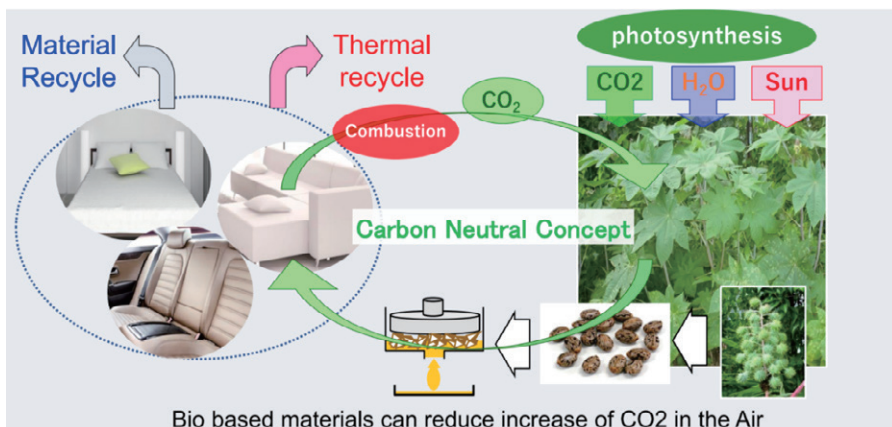 Material
Recycle
Thermal
recycle
photosynthesis
CO2
H₂O
Sun
CO₂
Combustion
Carbon Neutral Concept
Bio based materials can reduce increase of CO2 in the Air